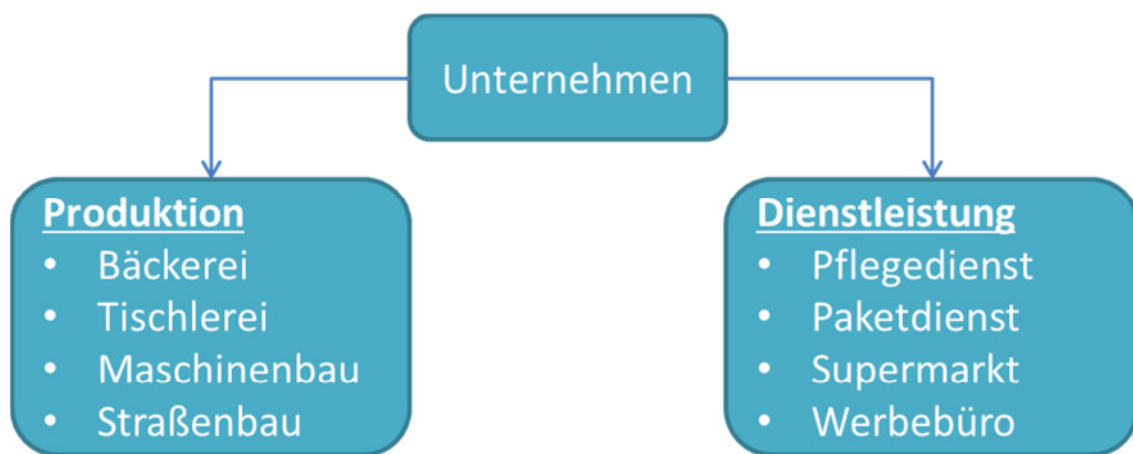 Unternehmen
Produktion
• Bäckerei
• Tischlerei
• Maschinenbau
• Straßenbau
Dienstleistung
• Pflegedienst
• Paketdienst
• Supermarkt
• Werbebüro